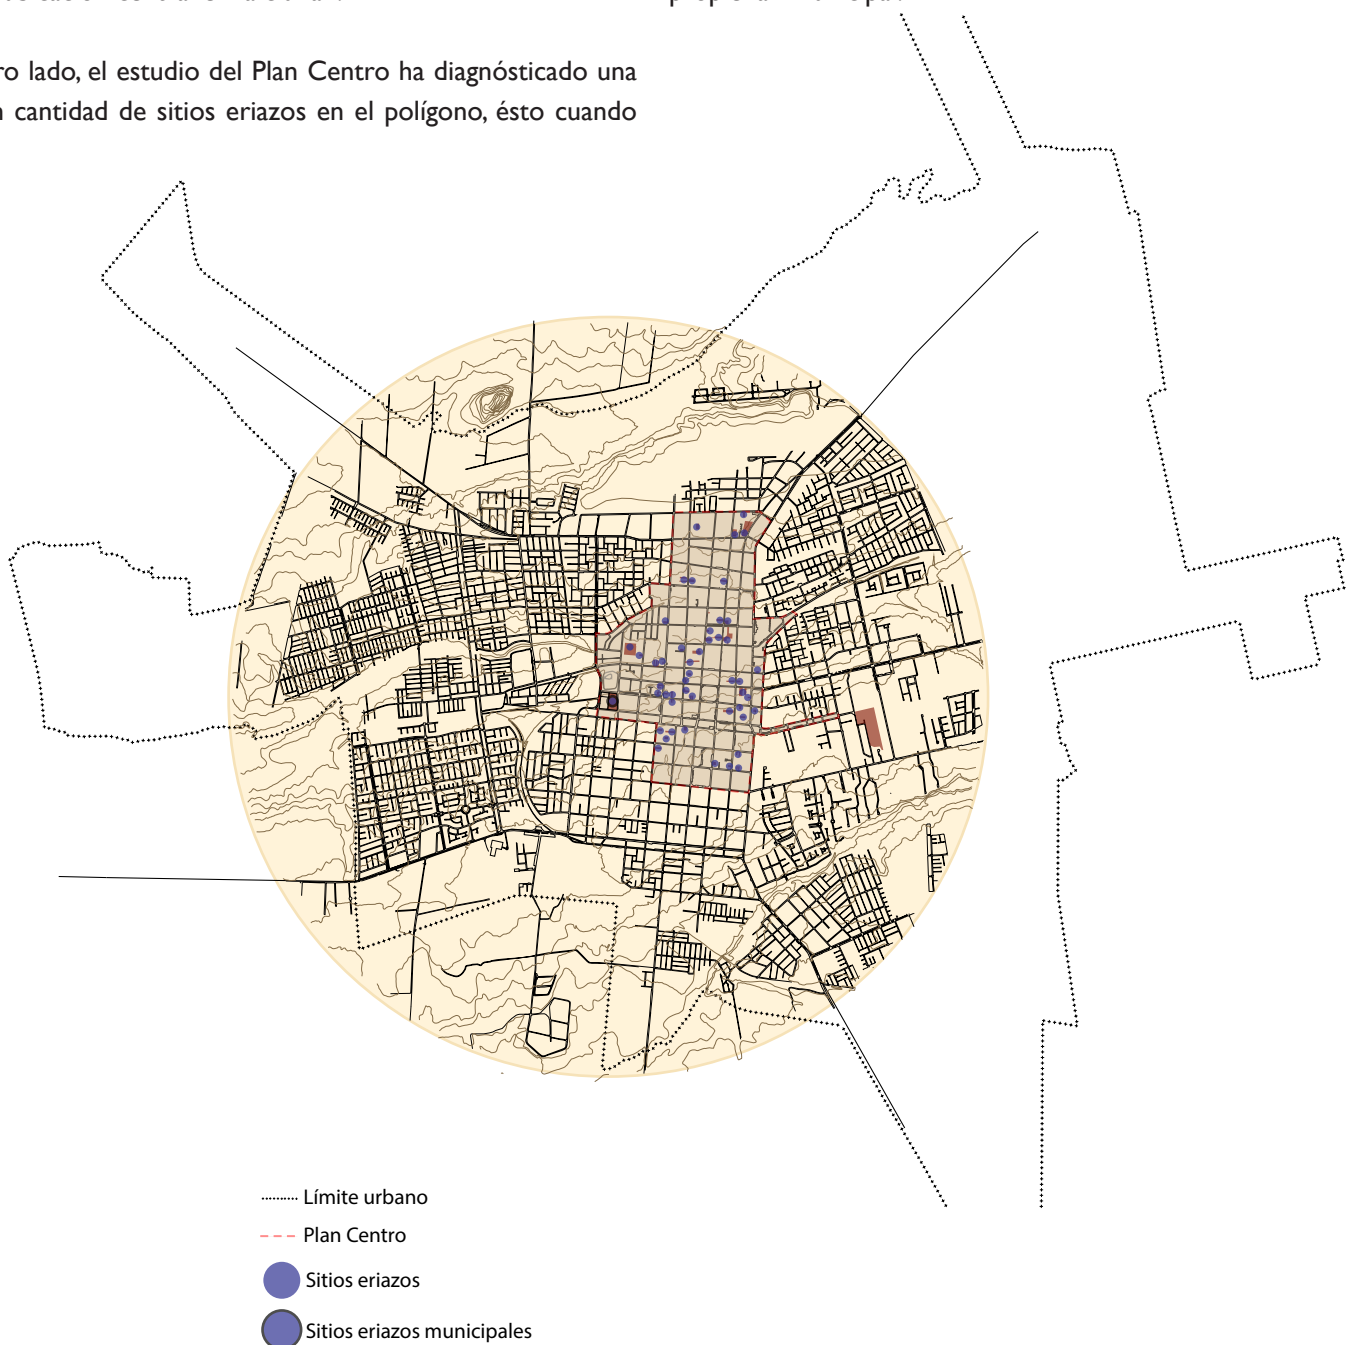 ro lado, el estudio del Plan Centro ha diagnósticado una
cantidad de sitios eriazos en el polígono, ésto cuando
Límite urbano
Plan Centro
Sitios eriazos
Sitios eriazos municipales